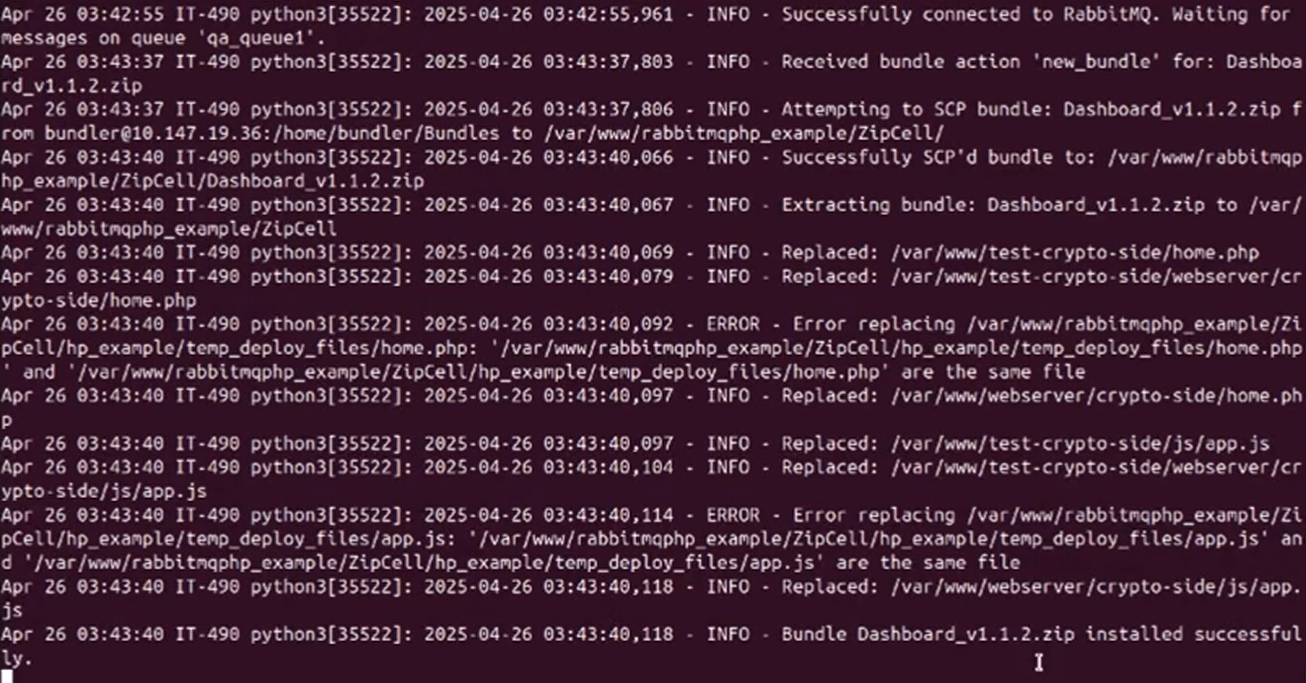 Apr 26 03:42:55 IT-490 python3[35522]: 2025-04-26 03:42:55,961 - INFO - Successfully connected to RabbitMQ. Waiting for
messages on queue 'qa_queue1'.
Apr 26 03:43:37 IT-490 python3[35522]: 2025-04-26 03:43:37,803 - INFO - Received bundle action 'new_bundle' for: Dashboa
rd_v1.1.2.zip
Apr 26 03:43:37 IT-490 python3[35522]: 2025-04-26 03:43:37,806 - INFO - Attempting to SCP bundle: Dashboard_v1.1.2.zip f
rom bundler@10.147.19.36:/home/bundler/Bundles to /var/www/rabbitmqphp_example/ZipCell/
Apr 26 03:43:40 IT-490 python3[35522]: 2025-04-26 03:43:40,066 - INFO - Successfully SCP'd bundle to: /var/www/rabbitmqp
hp_example/ZipCell/Dashboard_v1.1.2.zip
Apr 26 03:43:40 IT-490 python3[35522]: 2025-04-26 03:43:40,067 - INFO - Extracting bundle: Dashboard_v1.1.2.zip to /var/
www/rabbitmqphp_example/ZipCell
Apr 26 03:43:40 IT-490 python3[35522]: 2025-04-26 03:43:40,069 - INFO - Replaced: /var/www/test-crypto-side/home.php
Apr 26 03:43:40 IT-490 python3[35522]: 2025-04-26 03:43:40,079 - INFO - Replaced: /var/www/test-crypto-side/webserver/cr
ypto-side/home.php
Apr 26 03:43:40 IT-490 python3[35522]: 2025-04-26 03:43:40,092 - ERROR - Error replacing /var/www/rabbitmqphp_example/Zi
pCell/hp_example/temp_deploy_files/home.php: '/var/www/rabbitmqphp_example/ZipCell/hp_example/temp_deploy_files/home.php
' and '/var/www/rabbitmqphp_example/ZipCell/hp_example/temp_deploy_files/home.php' are the same file
Apr 26 03:43:40 IT-490 python3[35522]: 2025-04-26 03:43:40,097 - INFO - Replaced: /var/www/webserver/crypto-side/home.ph
p
Apr 26 03:43:40 IT-490 python3[35522]: 2025-04-26 03:43:40,097 - INFO - Replaced: /var/www/test-crypto-side/js/app.js
Apr 26 03:43:40 IT-490 python3[35522]: 2025-04-26 03:43:40,104 - INFO - Replaced: /var/www/test-crypto-side/webserver/cr
ypto-side/js/app.js
Apr 26 03:43:40 IT-490 python3[35522]: 2025-04-26 03:43:40,114 - ERROR - Error replacing /var/www/rabbitmqphp_example/Zi
pCell/hp_example/temp_deploy_files/app.js: '/var/www/rabbitmqphp_example/ZipCell/hp_example/temp_deploy_files/app.js' an
d '/var/www/rabbitmqphp_example/ZipCell/hp_example/temp_deploy_files/app.js' are the same file
Apr 26 03:43:40 IT-490 python3[35522]: 2025-04-26 03:43:40,118 - INFO - Replaced: /var/www/webserver/crypto-side/js/app.
js
Apr 26 03:43:40 IT-490 python3[35522]: 2025-04-26 03:43:40,118 - INFO - Bundle Dashboard_v1.1.2.zip installed successful
ly.